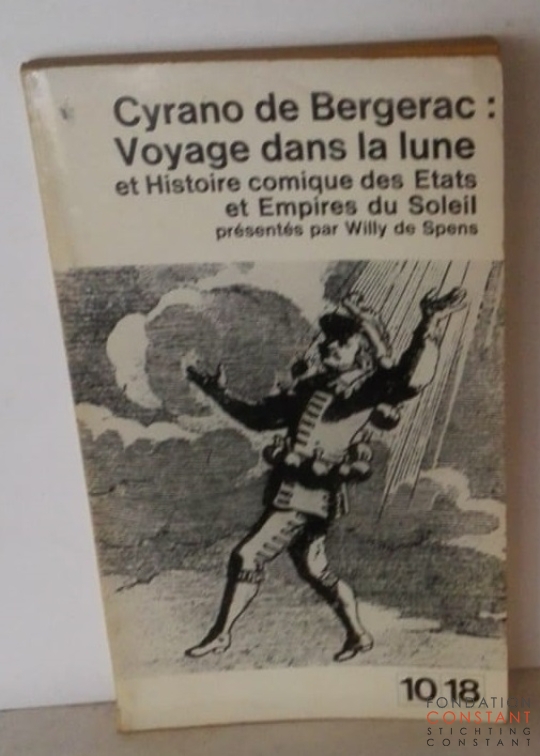 Cyrano de Bergerac :
Voyage dans la lune
et Histoire comique des Etats
et Empires du Soleil
présentés par Willy de Spens
10 18
FONDATION
CONSTANT
STICHTING
CONSTANT